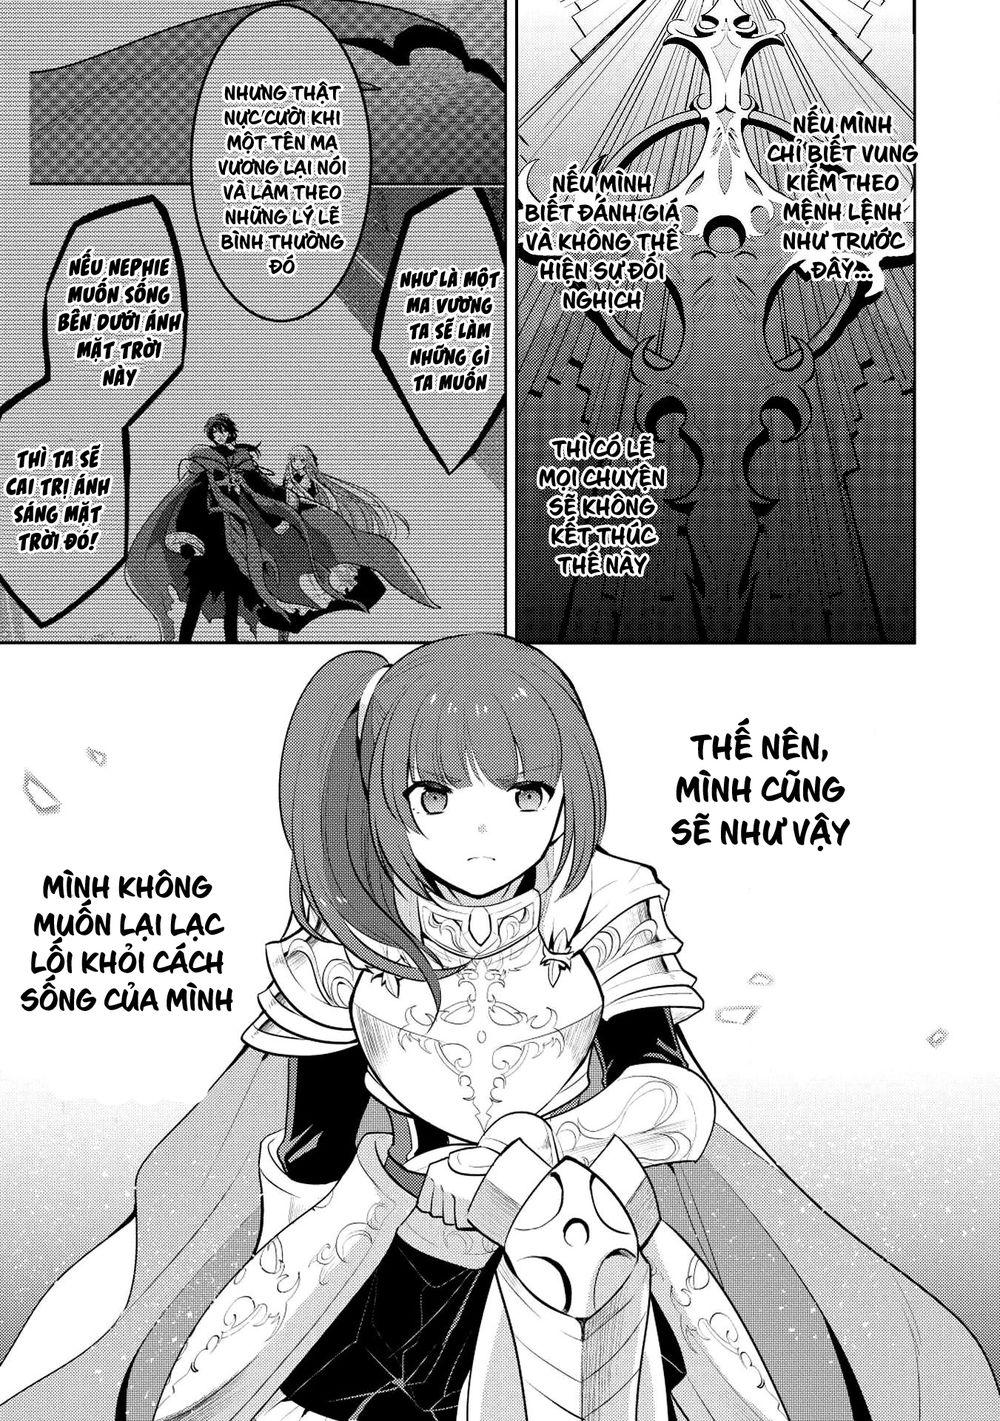 NẾU MÌNH
CHỈ BIẾT VUNG
KIẾM THEO
MỆNH LỆNH
NHƯ TRƯỚC
ĐÂY...
NẾU MÌNH
BIẾT ĐÁNH GIÁ
VÀ KHÔNG THỂ
HIỆN SỰ ĐỐI
NGHỊCH
THÌ CÓ LẼ
MỌI CHUYỆN
SẼ KHÔNG
KẾT THÚC
THẾ NÀY
NHƯNG THẬT
NỰC CƯỜI KHI
MỘT TÊN MA
VƯƠNG LẠI NÓI
VÀ LÀM THEO
NHỮNG LÝ LẼ
BÌNH THƯỜNG
ĐÓ
NHƯ LÀ MỘT
MA VƯƠNG
TA SẼ LÀM
NHỮNG GÌ
TA MUỐN
NẾU NEPHIE
MUỐN SỐNG
BÊN DƯỚI ÁNH
MẶT TRỜI
NÀY
THÌ TA SẼ
CAI TRỊ ÁNH
SÁNG MẶT
TRỜI ĐÓ!
THẾ NÊN,
MÌNH CŨNG
SẼ NHƯ VẬY
MÌNH KHÔNG
MUỐN LẠI LẠC
LỐI KHỎI CÁCH
SỐNG CỦA MÌNH